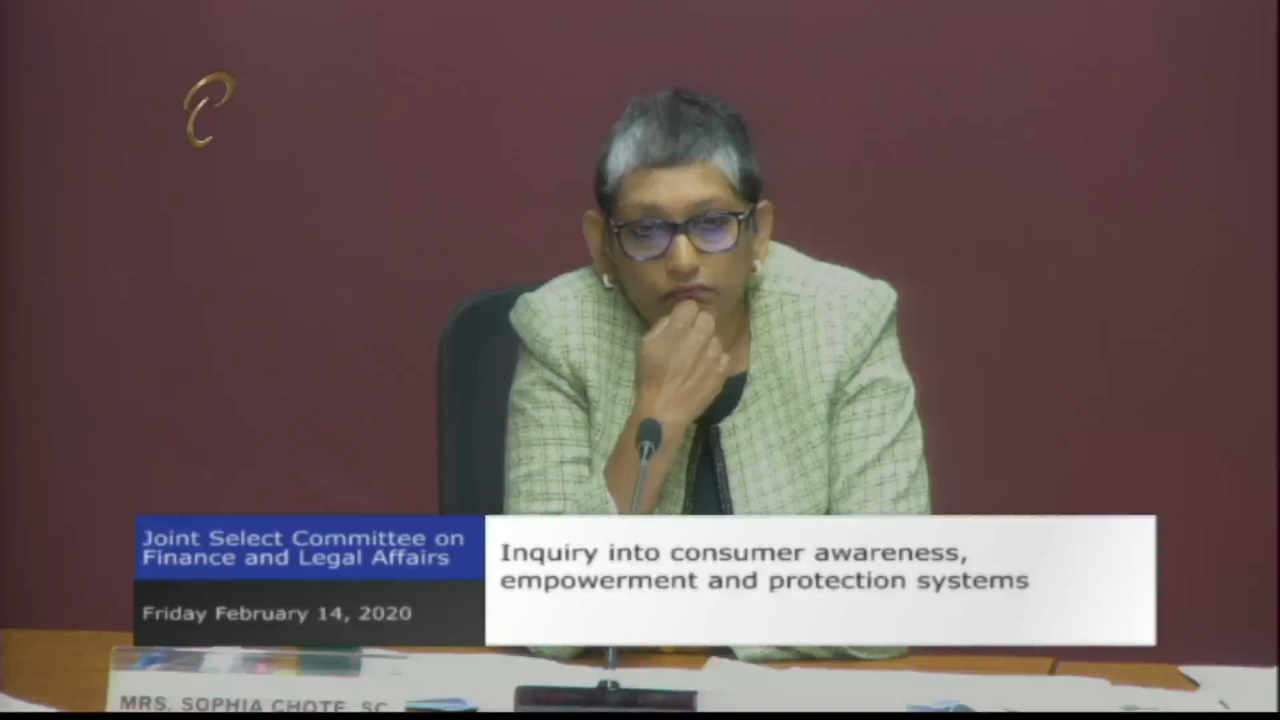 Joint Select Committee on
Finance and Legal Affairs
Inquiry into consumer awareness,
empowerment and protection systems
Friday February 14, 2020
MRS. SOPHIA CHOTE, SC